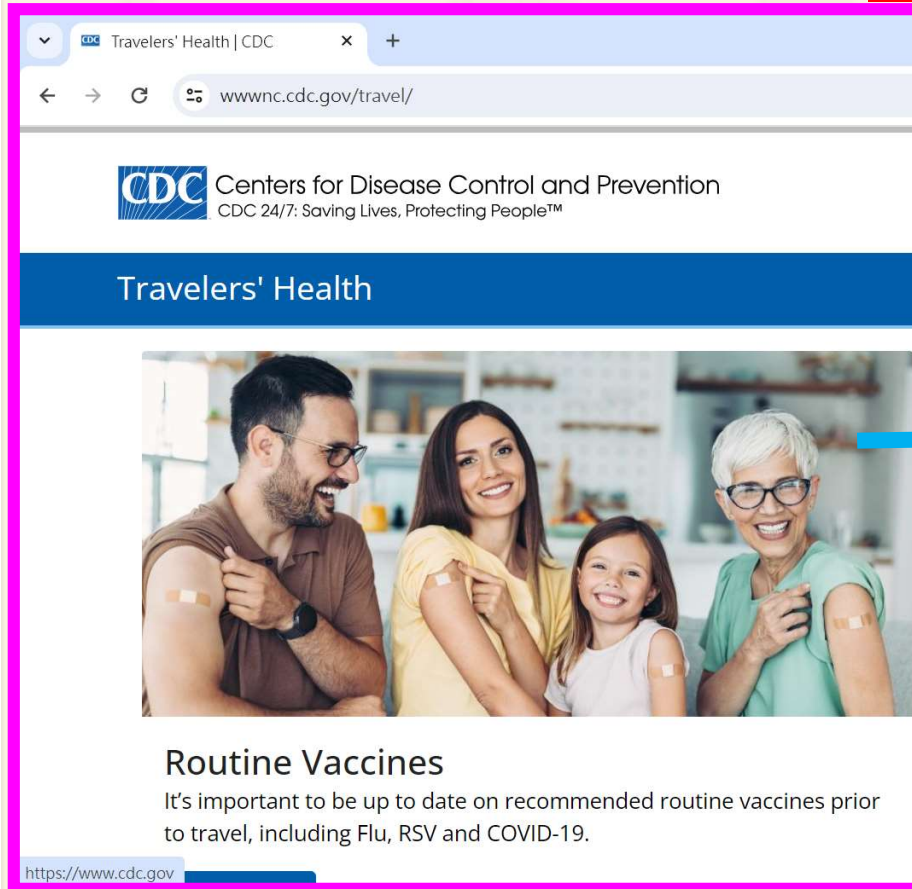 CDC Travelers' Health | CDC
wwwnc.cdc.gov/travel/
CDC Centers for Disease Control and Prevention
CDC 24/7: Saving Lives, Protecting People™
Travelers' Health
Routine Vaccines
It's important to be up to date on recommended routine vaccines prior
to travel, including Flu, RSV and COVID-19.
https://www.cdc.gov